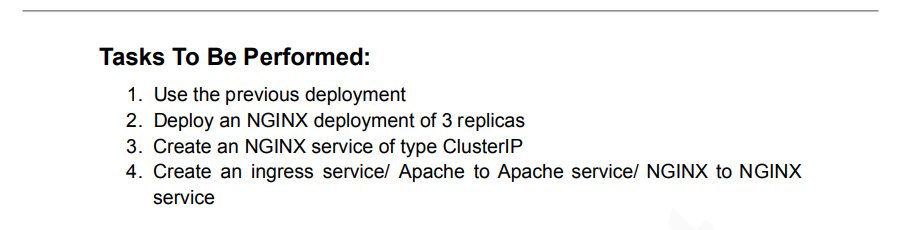 Tasks To Be Performed:
1. Use the previous deployment
2. Deploy an NGINX deployment of 3 replicas
3. Create an NGINX service of type ClusterIP
4. Create an ingress service/ Apache to Apache service/ NGINX to NGINX
service